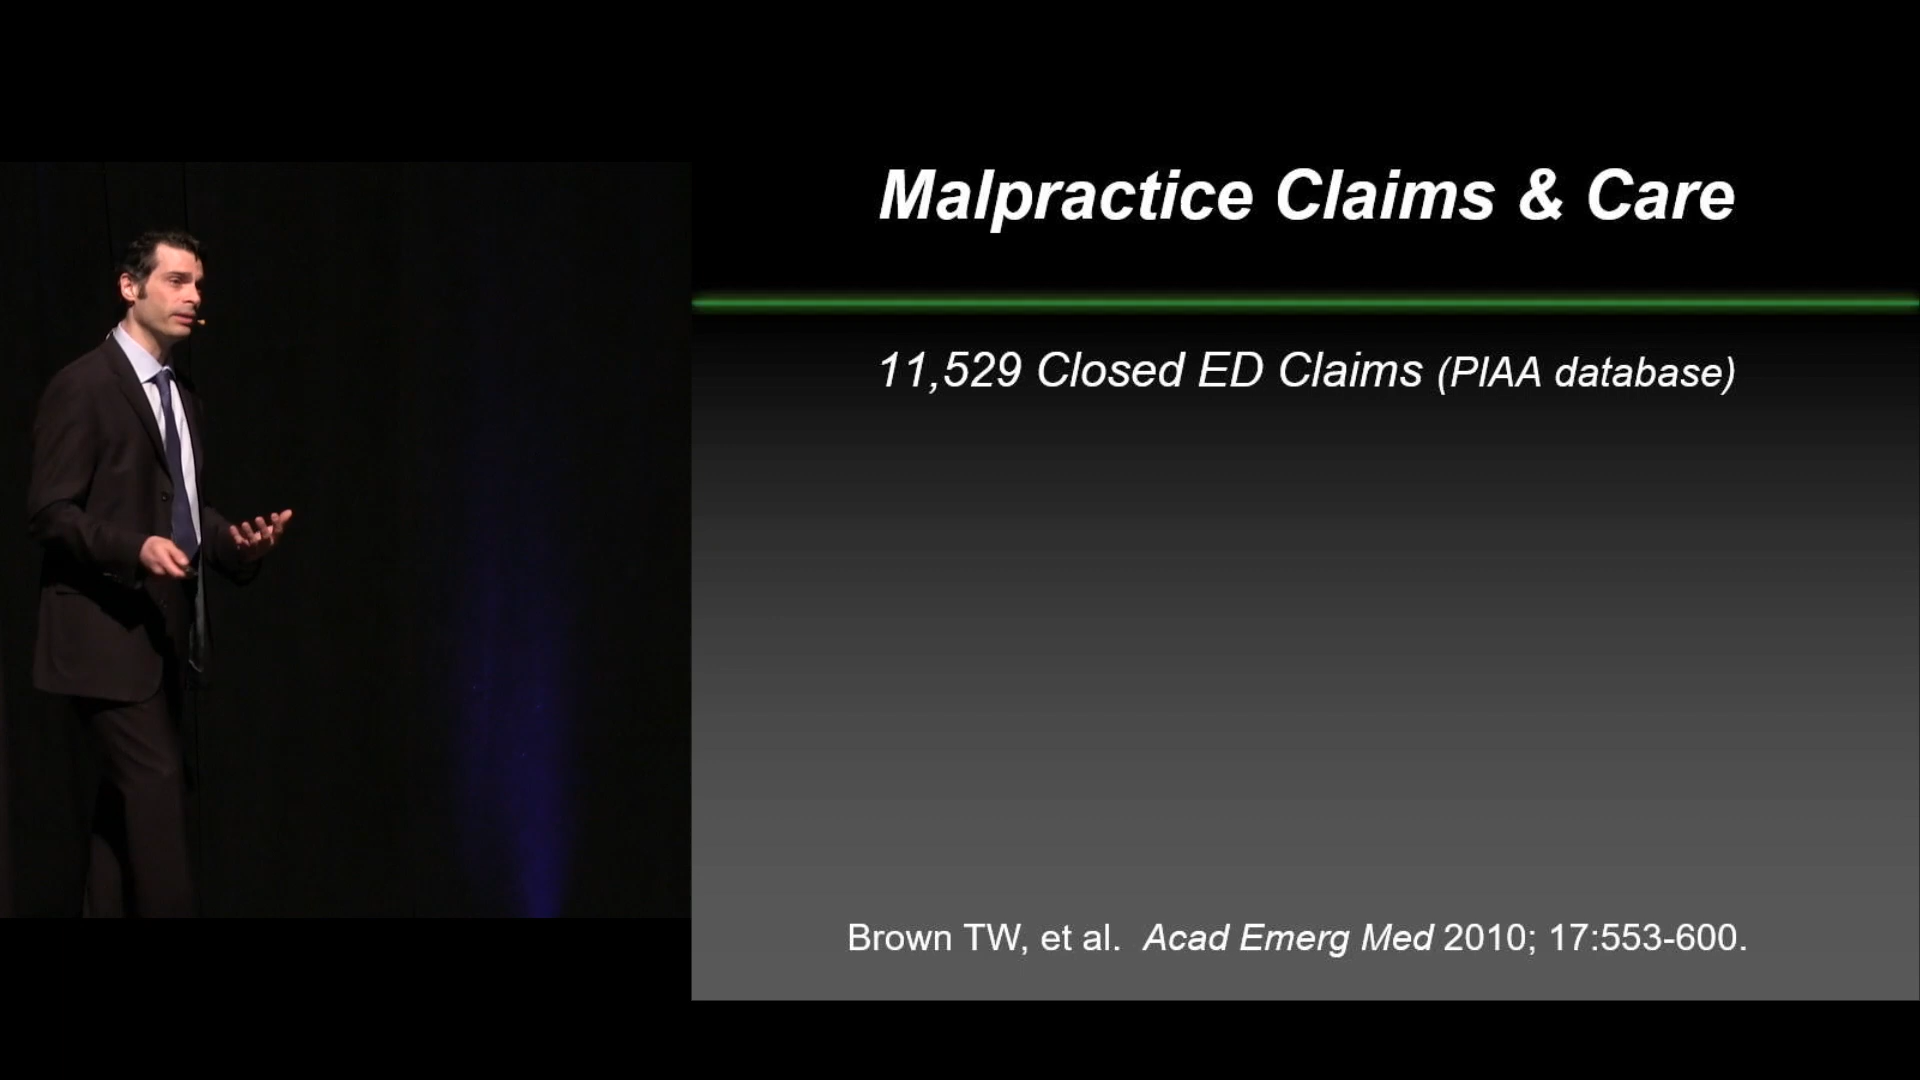 Malpractice Claims & Care
11,529 Closed ED Claims (PIAA database)
Brown TW, et al. Acad Emerg Med 2010; 17:553-600.